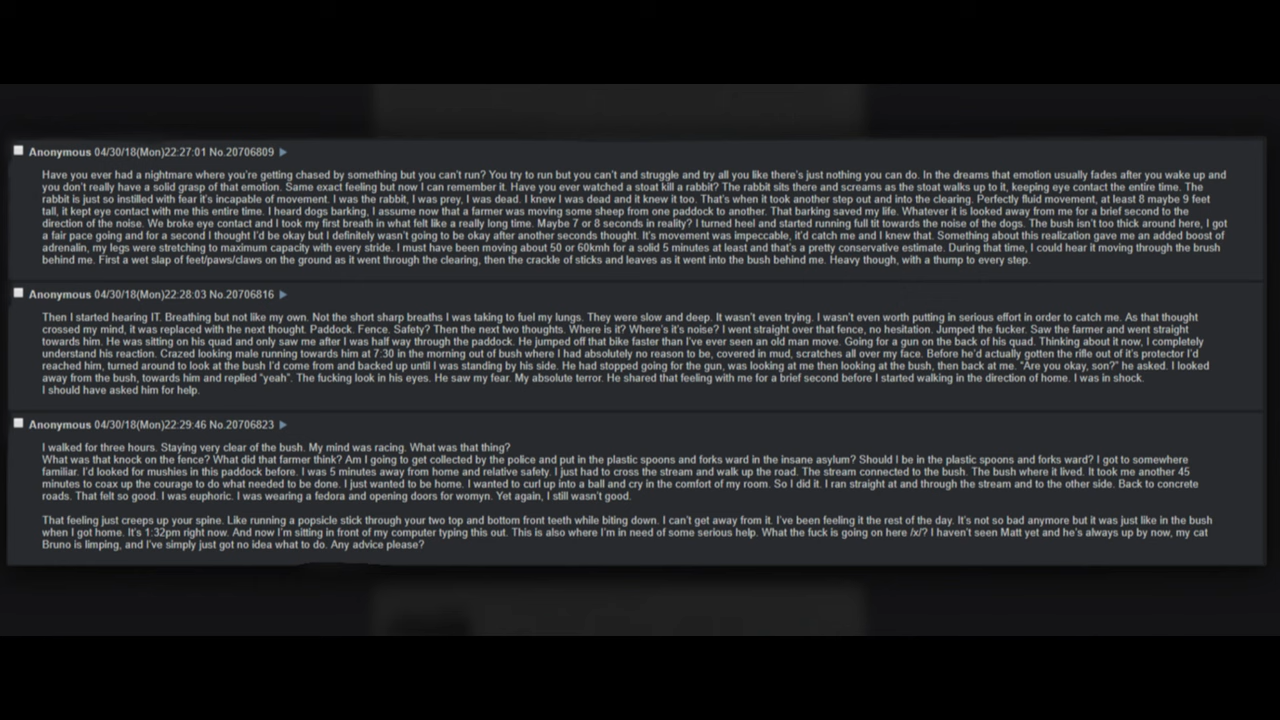 Anonymous 04/30/18(Mon)22:27:01 No.20706809
Have you ever had a nightmare where you're getting chased by something but you can't run? You try to run but you can't and struggle and try all you like there's just nothing you can do. In the dreams that emotion usually fades after you wake up and
you don't really have a solid grasp of that emotion. Same exact feeling but now I can remember it. Have you ever watched a stoat kill a rabbit? The rabbit sits there and screams as the stoat walks up to it, keeping eye contact the entire time. The
rabbit is just so instilled with fear it's incapable of movement. I was the rabbit, I was prey, I was dead. I knew I was dead and it knew it too. That's when it took another step out and into the clearing. Perfectly fluid movement, at least 8 maybe 9 feet
tall, it kept eye contact with me this entire time. I heard dogs barking, I assume now that a farmer was moving some sheep from one paddock to another. That barking saved my life. Whatever it is looked away from me for a brief second to the
direction of the noise. We broke eye contact and I took my first breath in what felt like a really long time. Maybe 7 or 8 seconds in reality? I turned heel and started running full tilt towards the noise of the dogs. The bush isn't too thick around here, I got
a fair pace going and for a second I thought I'd be okay but I definitely wasn't going to be okay after another seconds thought. It's movement was impeccable, it'd catch me and I knew that. Something about this realization gave me an added boost of
adrenalin, my legs were stretching to maximum capacity with every stride. I must have been moving about 50 or 60kmh for a solid 5 minutes at least and that's a pretty conservative estimate. During that time, I could hear it moving through the brush
behind me. First a wet slap of feet/paws/claws on the ground as it went through the clearing, then the crackle of sticks and leaves as it went into the bush behind me. Heavy though, with a thump to every step.
Anonymous 04/30/18(Mon)22:28:03 No.20706816
Then I started hearing IT. Breathing but not like my own. Not the short sharp breaths I was taking to fuel my lungs. They were slow and deep. It wasn't even trying. I wasn't even worth putting in serious effort in order to catch me. As that thought
crossed my mind, it was replaced with the next thought. Paddock. Fence. Safety? Then the next two thoughts. Where is it? Where's it's noise? I went straight over that fence, no hesitation. Jumped the fucker. Saw the farmer and went straight
towards him. He was sitting on his quad and only saw me after I was half way through the paddock. He jumped off that bike faster than I've ever seen an old man move. Going for a gun on the back of his quad. Thinking about it now, I completely
understand his reaction. Crazed looking male running towards him at 7:30 in the morning out of bush where I had absolutely no reason to be, covered in mud, scratches all over my face. Before he'd actually gotten the rifle out of it's protector I'd
reached him, turned around to look at the bush I'd come from and backed up until I was standing by his side. He had stopped going for the gun, was looking at me then looking at the bush, then back at me. "Are you okay, son?" he asked. I looked
away from the bush, towards him and replied "yeah". The fucking look in his eyes. He saw my fear. My absolute terror. He shared that feeling with me for a brief second before I started walking in the direction of home. I was in shock.
I should have asked him for help.
Anonymous 04/30/18(Mon)22:29:46 No.20706823
I walked for three hours. Staying very clear of the bush. My mind was racing. What was that thing?
What was that knock on the fence? What did that farmer think? Am I going to get collected by the police and put in the plastic spoons and forks ward in the insane asylum? Should I be in the plastic spoons and forks ward? I got to somewhere
familiar. I'd looked for mushies in this paddock before. I was 5 minutes away from home and relative safety. I just had to cross the stream and walk up the road. The stream connected to the bush. The bush where it lived. It took me another 45
minutes to coax up the courage to do what needed to be done. I just wanted to be home. I wanted to curl up into a ball and cry in the comfort of my room. So I did it. I ran straight at and through the stream and to the other side. Back to concrete
roads. That felt so good. I was euphoric. I was wearing a fedora and opening doors for womyn. Yet again, I still wasn't good.
That feeling just creeps up your spine. Like running a popsicle stick through your two top and bottom front teeth while biting down. I can't get away from it. I've been feeling it the rest of the day. It's not so bad anymore but it was just like in the bush
when I got home. It's 1:32pm right now. And now I'm sitting in front of my computer typing this out. This is also where I'm in need of some serious help. What the fuck is going on here /x/? I haven't seen Matt yet and he's always up by now, my cat
Bruno is limping, and I've simply just got no idea what to do. Any advice please?